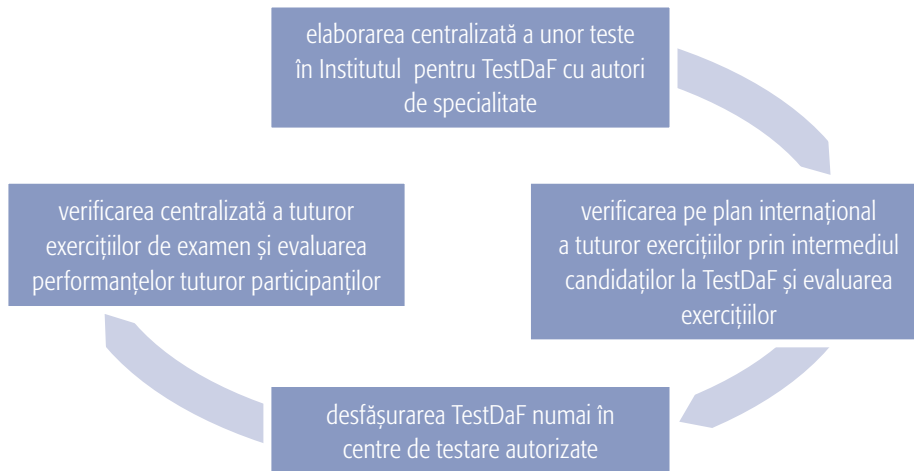 elaborarea centralizată a unor teste
în Institutul pentru TestDaF cu autori
de specialitate
verificarea pe plan internațional
a tuturor exercițiilor prin intermediul
candidaților la TestDaF și evaluarea
exercițiilor
desfășurarea TestDaF numai în
centre de testare autorizate
verificarea centralizată a tuturor
exercițiilor de examen și evaluarea
performanțelor tuturor participanților